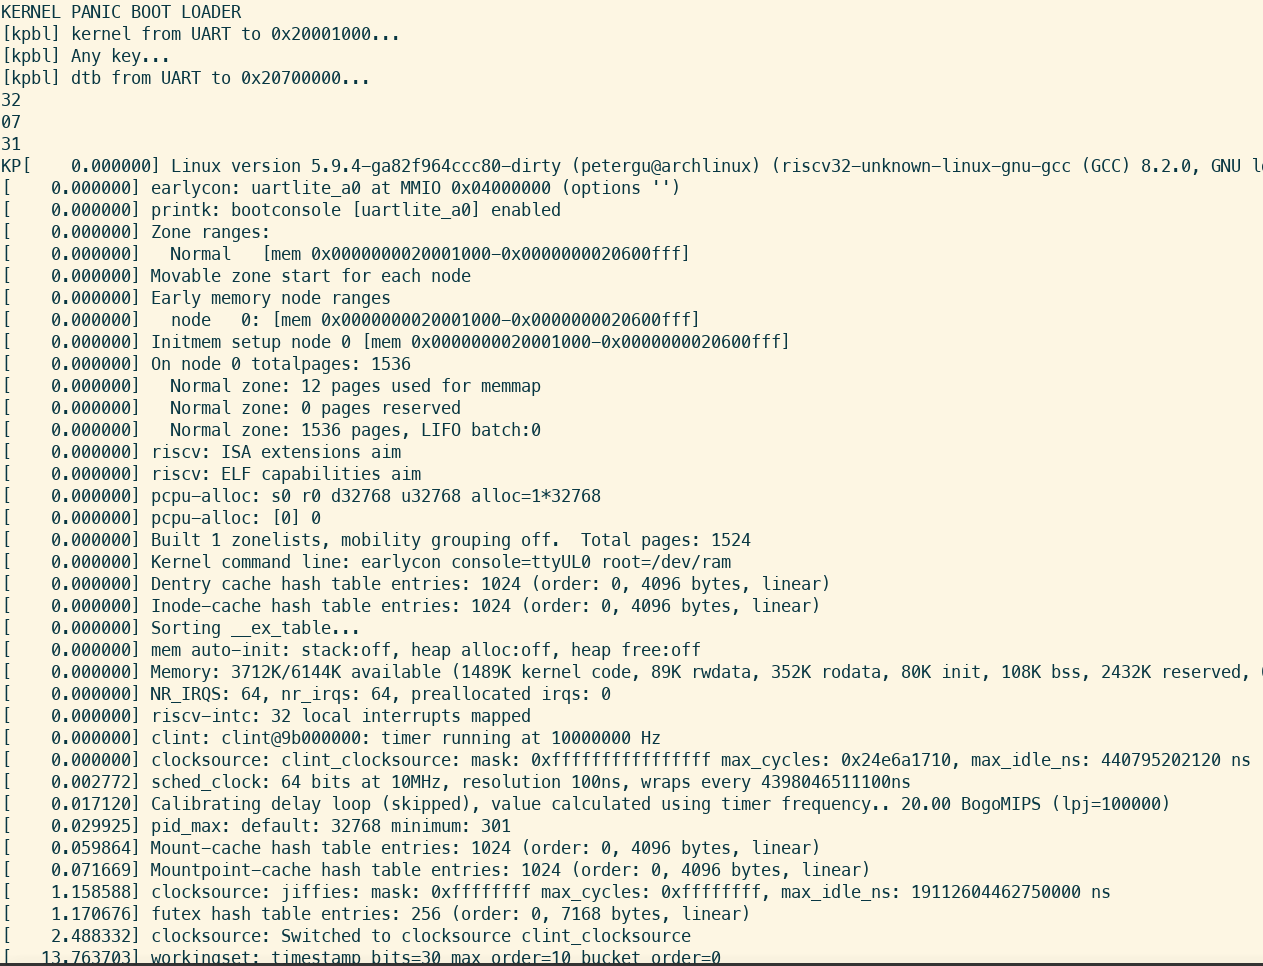 KERNEL PANIC BOOT LOADER
[kpbl] kernel from UART to 0x20001000...
[kpbl] Any key...
[kpbl] dtb from UART to 0x20700000...
32
07
31
KP[    0.000000] Linux version 5.9.4-ga82f964ccc80-dirty (petergu@archlinux) (riscv32-unknown-linux-gnu-gcc (GCC) 8.2.0, GNU l
[    0.000000] earlycon: uartlite_a0 at MMIO 0x04000000 (options '')
[    0.000000] printk: bootconsole [uartlite_a0] enabled
[    0.000000] Zone ranges:
[    0.000000]   Normal   [mem 0x0000000020001000-0x0000000020600fff]
[    0.000000] Movable zone start for each node
[    0.000000] Early memory node ranges
[    0.000000]   node   0: [mem 0x0000000020001000-0x0000000020600fff]
[    0.000000] Initmem setup node 0 [mem 0x0000000020001000-0x0000000020600fff]
[    0.000000] On node 0 totalpages: 1536
[    0.000000]   Normal zone: 12 pages used for memmap
[    0.000000]   Normal zone: 0 pages reserved
[    0.000000]   Normal zone: 1536 pages, LIFO batch:0
[    0.000000] riscv: ISA extensions aim
[    0.000000] riscv: ELF capabilities aim
[    0.000000] pcpu-alloc: s0 r0 d32768 u32768 alloc=1*32768
[    0.000000] pcpu-alloc: [0] 0
[    0.000000] Built 1 zonelists, mobility grouping off.  Total pages: 1524
[    0.000000] Kernel command line: earlycon console=ttyUL0 root=/dev/ram
[    0.000000] Dentry cache hash table entries: 1024 (order: 0, 4096 bytes, linear)
[    0.000000] Inode-cache hash table entries: 1024 (order: 0, 4096 bytes, linear)
[    0.000000] Sorting __ex_table...
[    0.000000] mem auto-init: stack:off, heap alloc:off, heap free:off
[    0.000000] Memory: 3712K/6144K available (1489K kernel code, 89K rwdata, 352K rodata, 80K init, 108K bss, 2432K reserved,
[    0.000000] NR_IRQS: 64, nr_irqs: 64, preallocated irqs: 0
[    0.000000] riscv-intc: 32 local interrupts mapped
[    0.000000] clint: clint@9b000000: timer running at 10000000 Hz
[    0.000000] clocksource: clint_clocksource: mask: 0xffffffffffffffff max_cycles: 0x24e6a1710, max_idle_ns: 440795202120 ns
[    0.002772] sched_clock: 64 bits at 10MHz, resolution 100ns, wraps every 4398046511100ns
[    0.017120] Calibrating delay loop (skipped), value calculated using timer frequency.. 20.00 BogoMIPS (lpj=100000)
[    0.029925] pid_max: default: 32768 minimum: 301
[    0.059864] Mount-cache hash table entries: 1024 (order: 0, 4096 bytes, linear)
[    0.071669] Mountpoint-cache hash table entries: 1024 (order: 0, 4096 bytes, linear)
[    1.158588] clocksource: jiffies: mask: 0xffffffff max_cycles: 0xffffffff, max_idle_ns: 19112604462750000 ns
[    1.170676] futex hash table entries: 256 (order: 0, 7168 bytes, linear)
[    2.488332] clocksource: Switched to clocksource clint_clocksource
[   13.763703] workingset: timestamp_bits=30 max_order=10 bucket_order=0